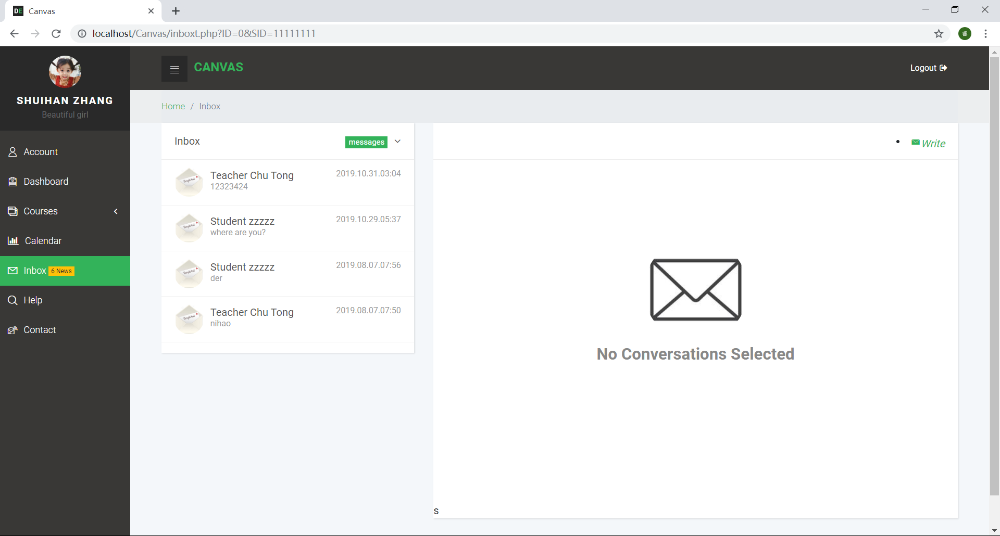 DE Canvas
localhost/Canvas/inboxt.php?ID=0&SID=11111111
睿
SHUIHAN ZHANG
Beautiful girl
Account
Dashboard
Courses
Calendar
Inbox 6 News
Help
Contact
CANVAS
Logout
Home / Inbox
Inbox messages
Teacher Chu Tong 2019.10.31.03:04
12323424
Student zzzzz 2019.10.29.05:37
where are you?
Student zzzzz 2019.08.07.07:56
der
Teacher Chu Tong 2019.08.07.07:50
nihao
• Write
No Conversations Selected
s